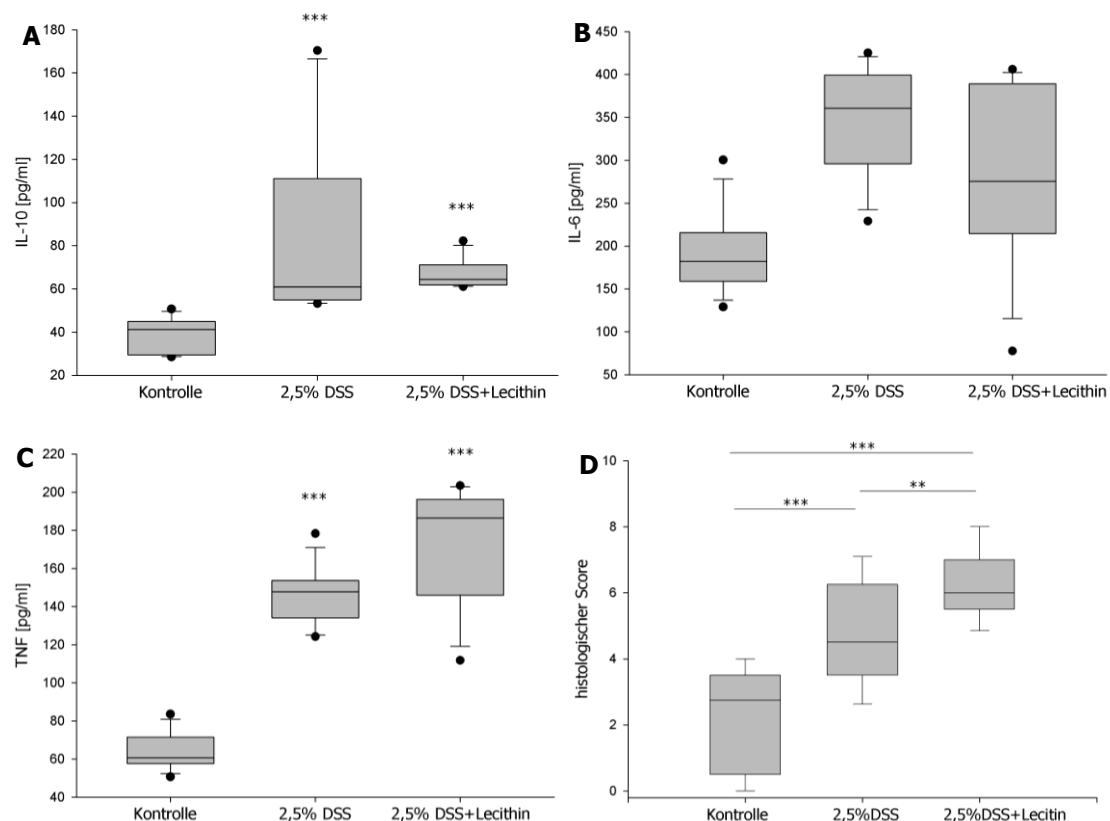 A
IL-10 [pg/ml]
180
160
140
120
100
80
60
40
20
***
***
Kontrolle
2,5% DSS
2,5% DSS+Lecithin
B
IL-6 [pg/ml]
450
400
350
300
250
200
150
100
50
Kontrolle
2,5% DSS
2,5% DSS+Lecithin
C
TNF [pg/ml]
220
200
180
160
140
120
100
80
60
40
***
***
Kontrolle
2,5% DSS
2,5% DSS+Lecithin
D
histologischer Score
10
8
6
4
2
0
***
***
**
Kontrolle
2,5%DSS
2,5%DSS+Lecitin